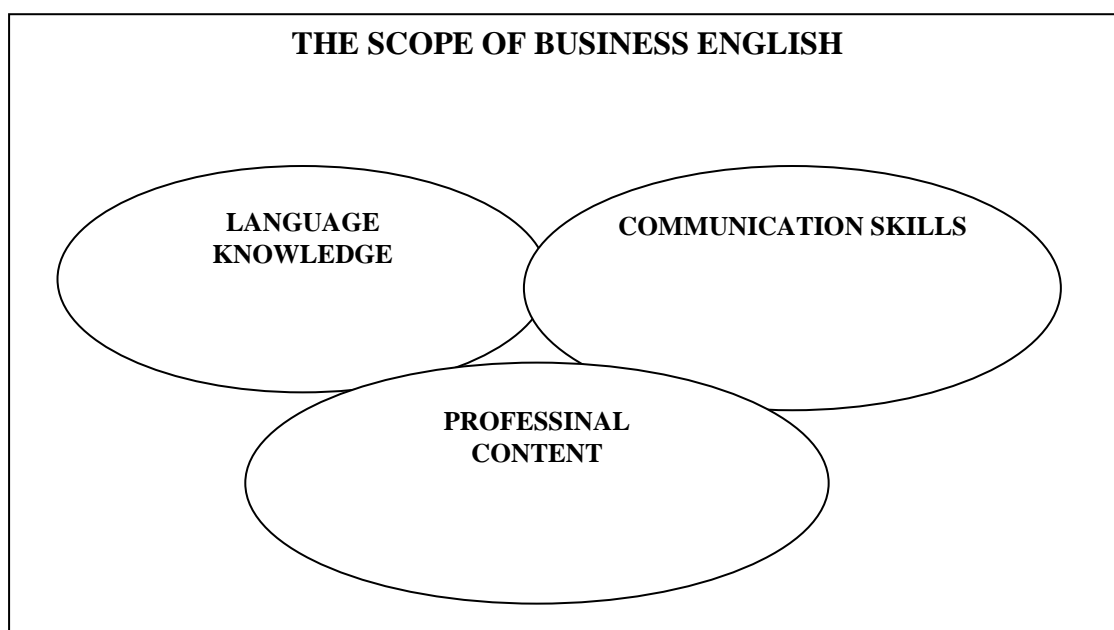 THE SCOPE OF BUSINESS ENGLISH
LANGUAGE
KNOWLEDGE
COMMUNICATION SKILLS
PROFESSINAL
CONTENT